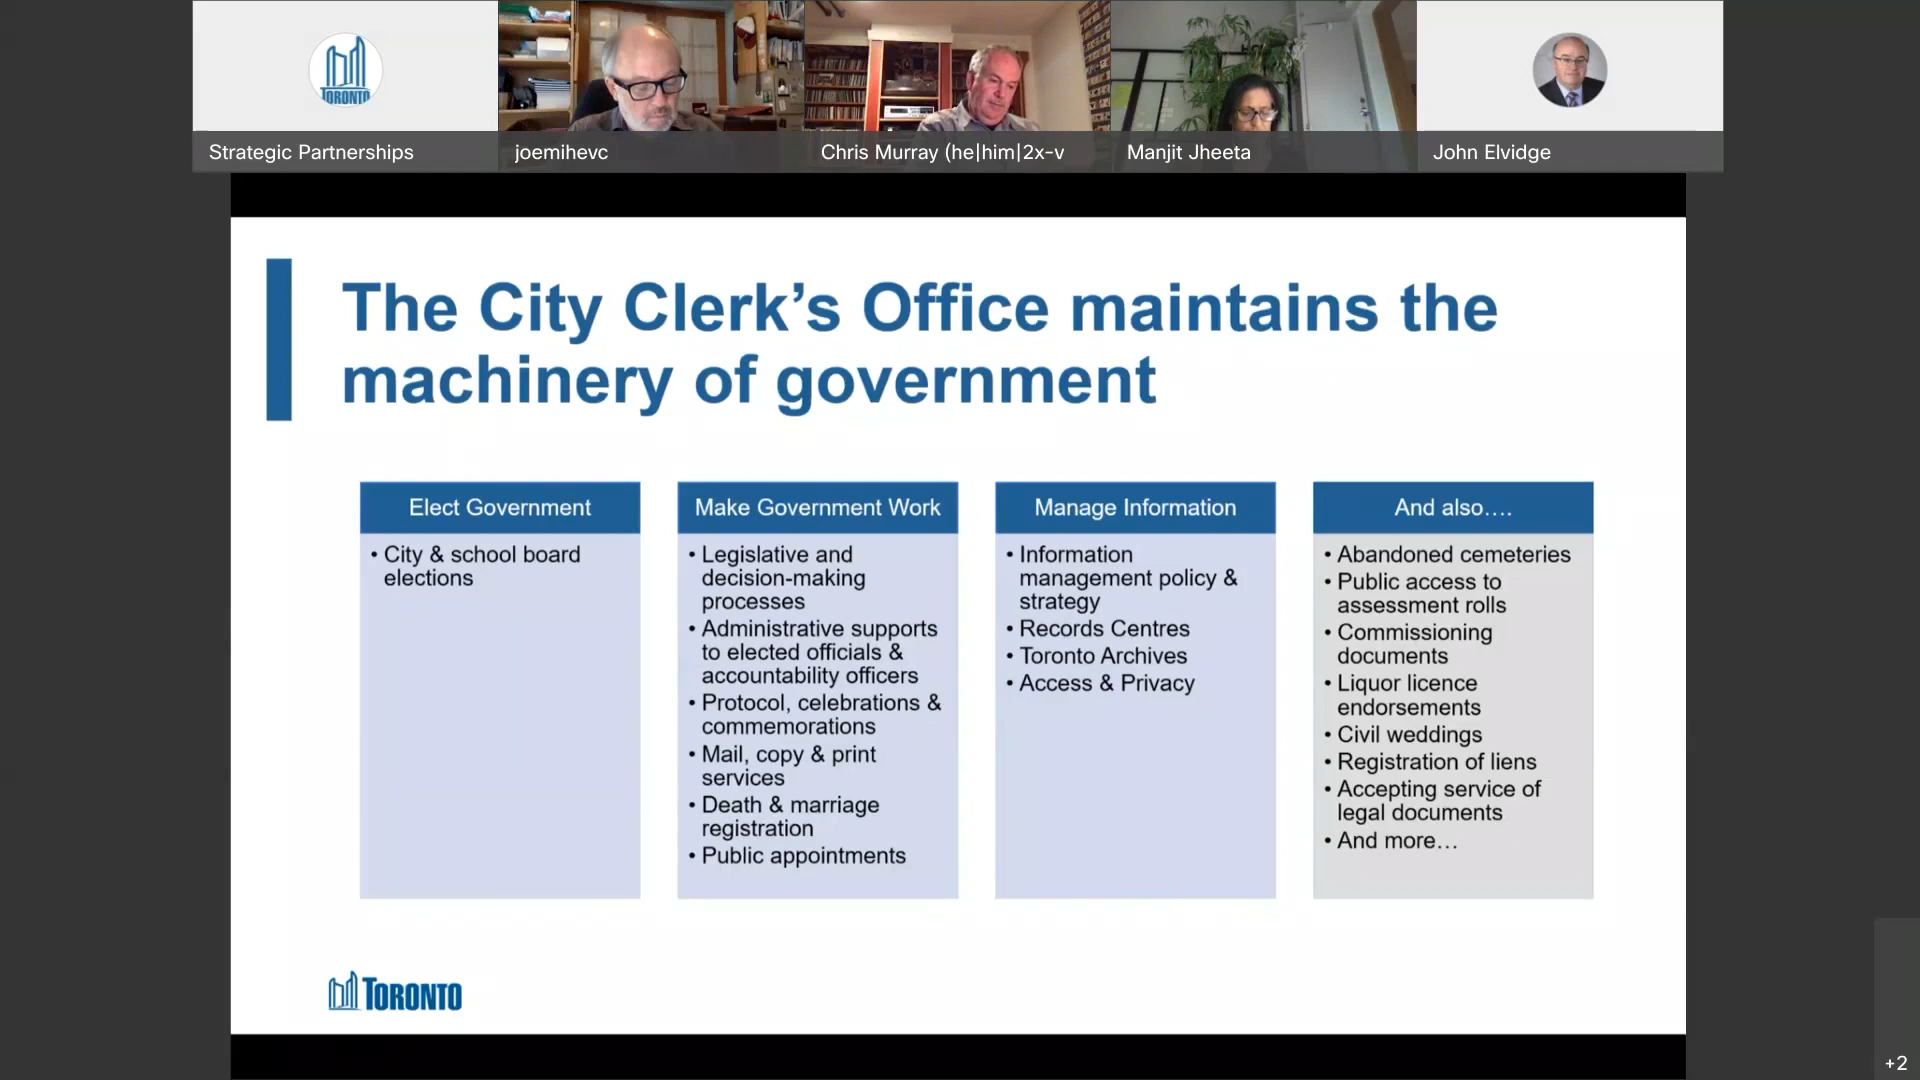 TORONTO
Strategic Partnerships
joemihevc
Chris Murray (he|him|2x-v
Manjit Jheeta
John Elvidge
The City Clerk’s Office maintains the
machinery of government
Elect Government
• City & school board
elections
Make Government Work
• Legislative and
decision-making
processes
• Administrative supports
to elected officials &
accountability officers
• Protocol, celebrations &
commemorations
• Mail, copy & print
services
• Death & marriage
registration
• Public appointments
Manage Information
• Information
management policy &
strategy
• Records Centres
• Toronto Archives
• Access & Privacy
And also….
• Abandoned cemeteries
• Public access to
assessment rolls
• Commissioning
documents
• Liquor licence
endorsements
• Civil weddings
• Registration of liens
• Accepting service of
legal documents
• And more…
TORONTO
+2